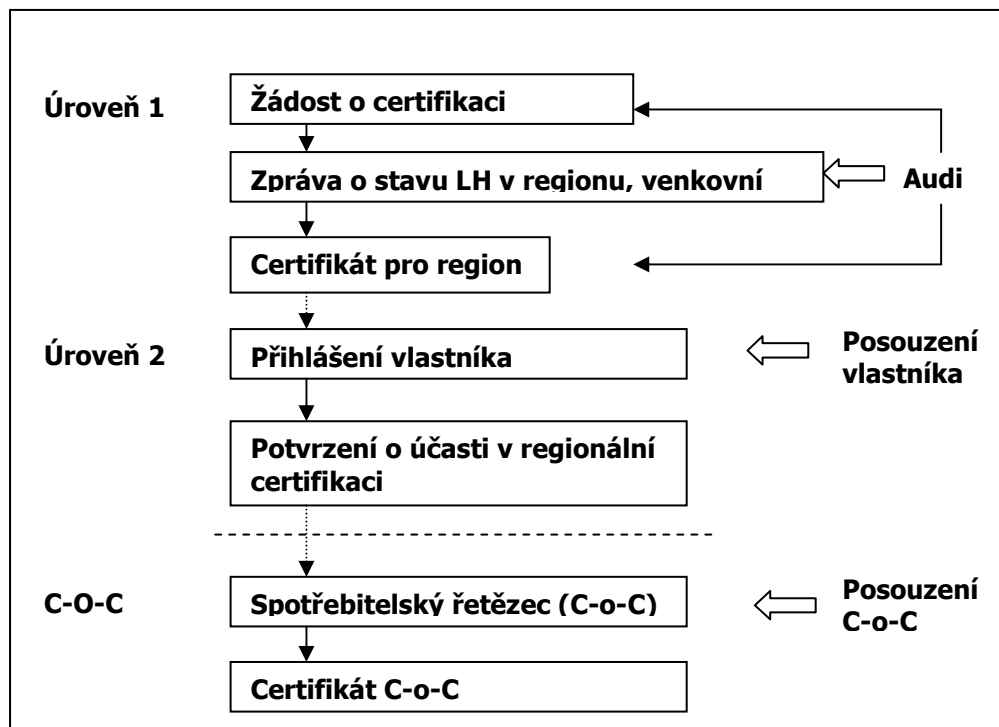 Úroveň 1
Žádost o certifikaci
Zpráva o stavu LH v regionu, venkovní
Audi
Certifikát pro region
Úroveň 2
Přihlášení vlastníka
Posouzení
vlastníka
Potvrzení o účasti v regionální
certifikaci
C-O-C
Spotřebitelský řetězec (C-o-C)
Posouzení
C-o-C
Certifikát C-o-C